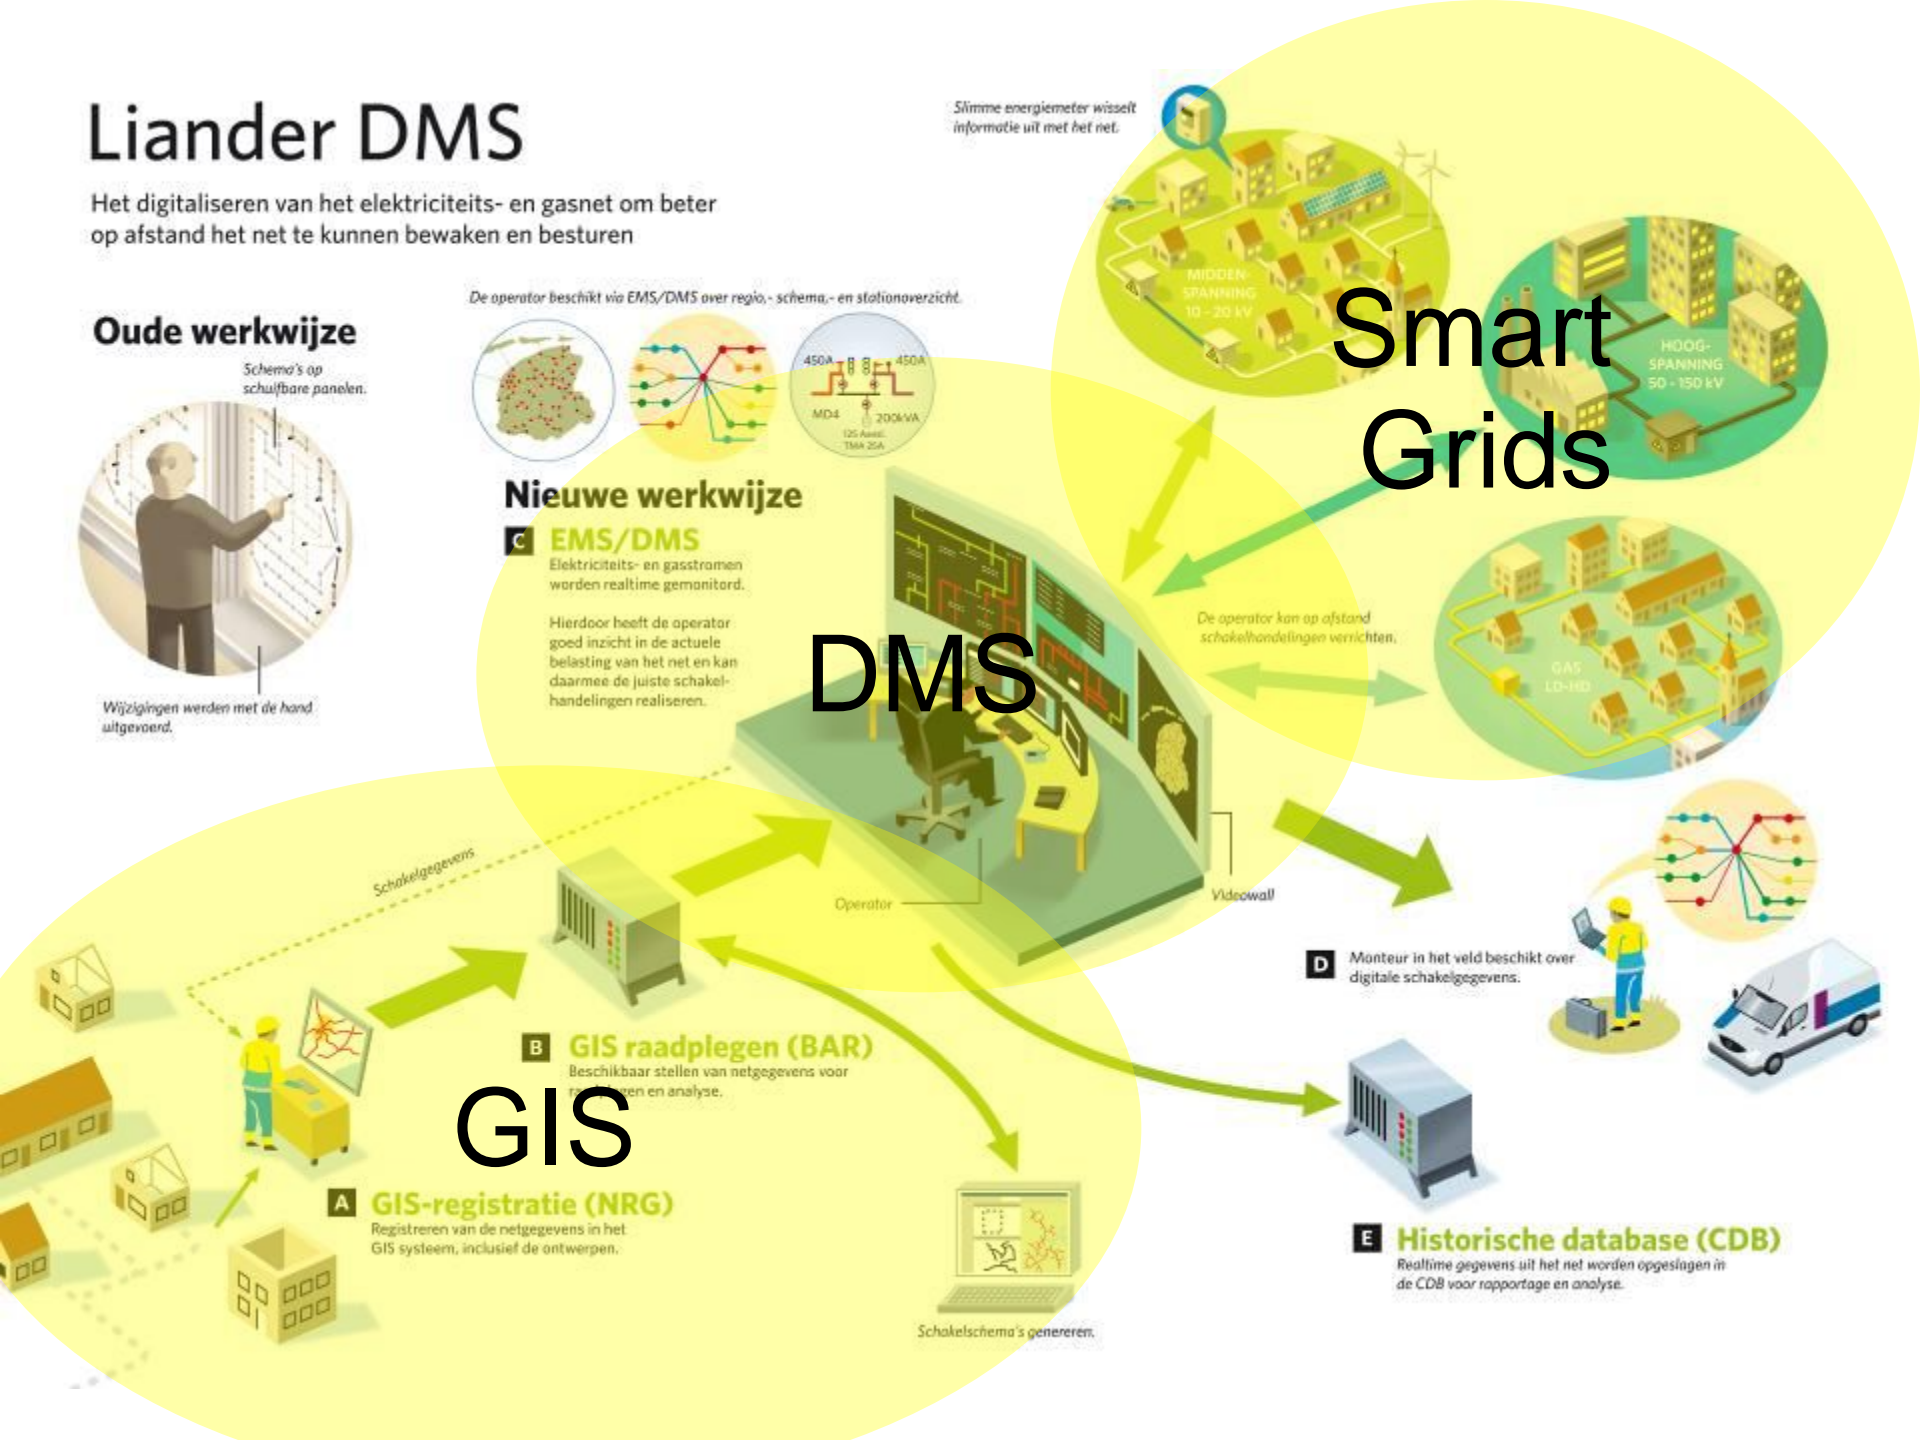 Liander DMS
Het digitaliseren van het elektriciteits- en gasnet om beter
op afstand het net te kunnen bewaken en besturen
Slimme energiemeter wisselt
informatie uit met het net.
MIDDEN-
SPANNING
10 - 20 kV
Smart
Grids
HOOG-
SPANNING
50 - 150 kV
Oude werkwijze
Schema's op
schuifbare panelen.
Wijzigingen werden met de hand
uitgevoerd.
De operator beschikt via EMS/DMS over regio,- schema,- en stationoverzicht.
450A
450A
MD4
200kVA
TMA 25A
Nieuwe werkwijze
C EMS/DMS
Elektriciteits- en gasstromen
worden realtime gemonitord.
Hierdoor heeft de operator
goed inzicht in de actuele
belasting van het net en kan
daarmee de juiste schakel-
handelingen realiseren.
DMS
De operator kan op afstand
schakelhandelingen verrichten.
GAS
LD-HD
Schakelgegevens
Operator
Videowall
D Monteur in het veld beschikt over
digitale schakelgegevens.
B GIS raadplegen (BAR)
Beschikbaar stellen van netgegevens voor
en analyse.
GIS
A GIS-registratie (NRG)
Registreren van de netgegevens in het
GIS systeem, inclusief de ontwerpen.
Schakelschema's genereren.
E Historische database (CDB)
Realtime gegevens uit het net worden opgeslagen in
de CDB voor rapportage en analyse.